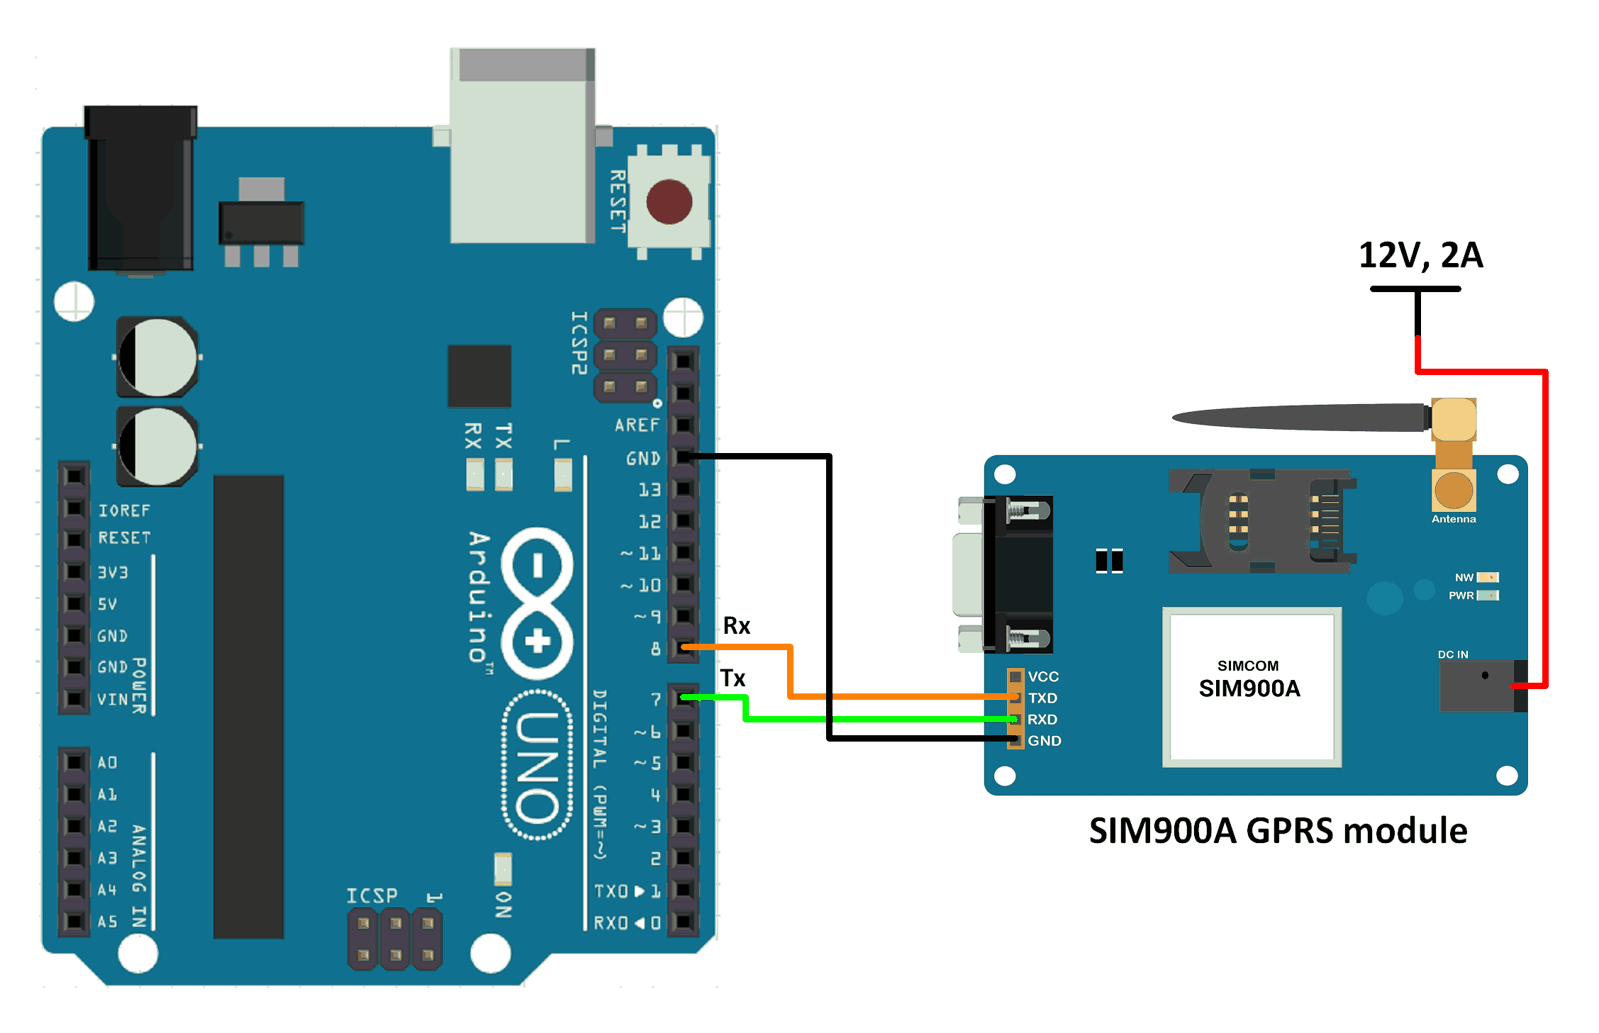 RESET
ICSP2
AREF
GND
13
12
~11
~10
~9
8
7
~6
~5
4
~3
2
TX0▶1
RX0◀0
RX
TX
L
Arduino™
UNO
DIGITAL (PWM=~)
IOREF
RESET
3V3
5V
GND
GND
VIN
POWER
A0
A1
A2
A3
A4
A5
ANALOG IN
ICSP
1
ON
Rx
Tx
12V, 2A
Antenna
NW
PWR
DC IN
VCC
TXD
RXD
GND
SIMCOM
SIM900A
SIM900A GPRS module